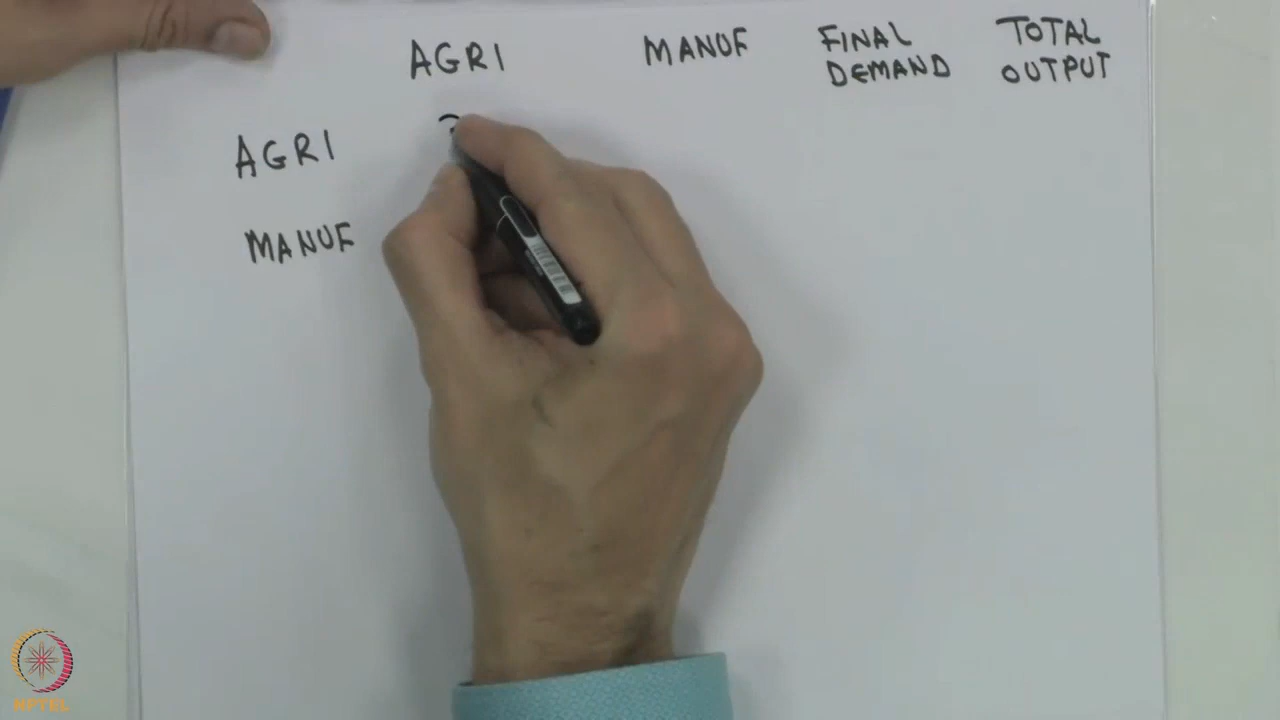 AGRI MANUF FINAL DEMAND TOTAL OUTPUT
AGRI
MANUF
NPTEL